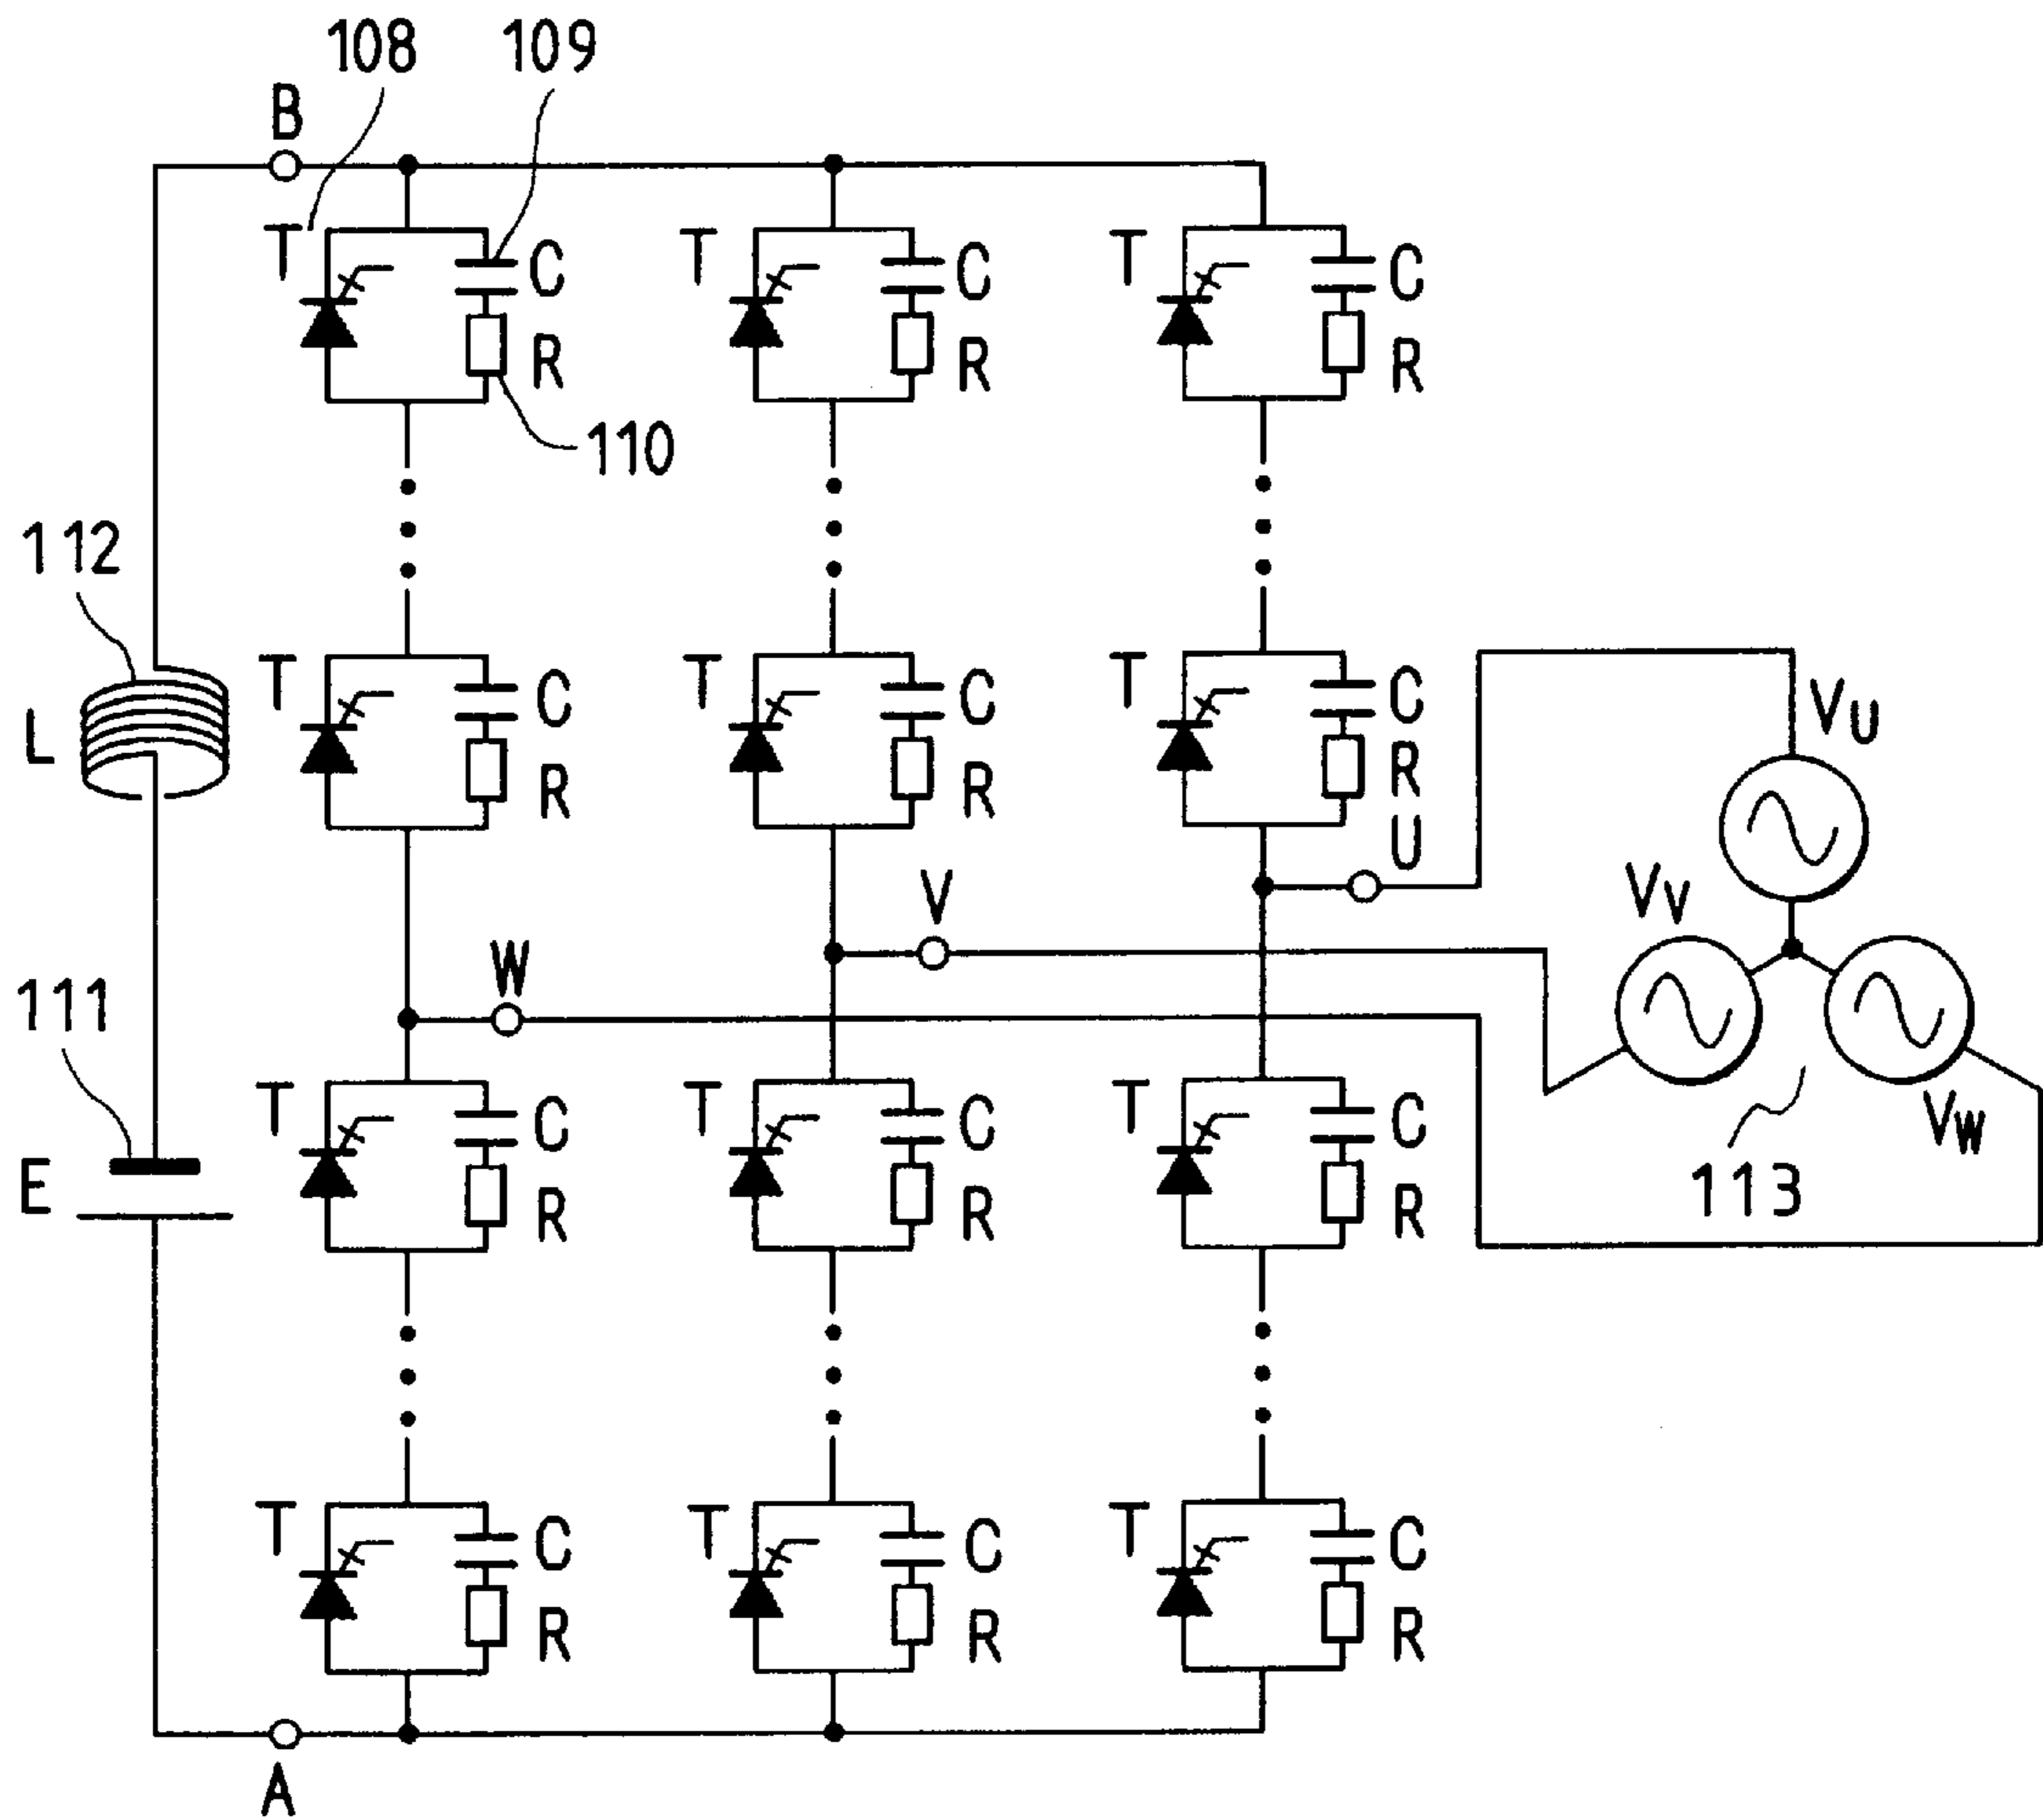 108 109
B
T C T C T C
R R R
110
112
T C T C T C
L R R R
U
VU
VV
V
W
111
T C T C T C
E R R R
VW
113
T C T C T C
R R R
A